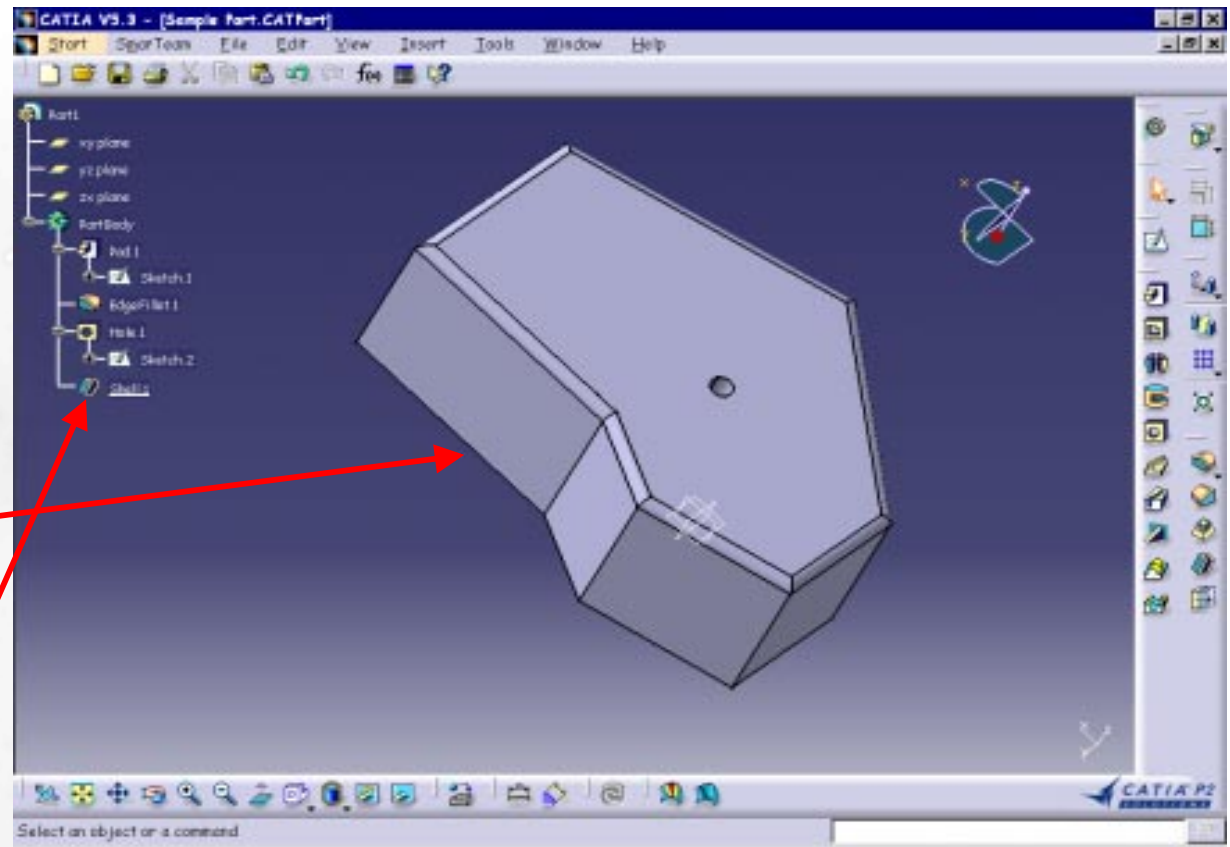 CATIA V5.3 - [Sample Part.CATPart]
Start SmarTeam File Edit View Insert Tools Window Help
f(x)
Part1
xy plane
yz plane
zx plane
PartBody
Pad.1
Sketch.1
EdgeFillet.1
Hole.1
Sketch.2
Shell.1
x
z
CATIA P2
SOLUTIONS
Select an object or a command